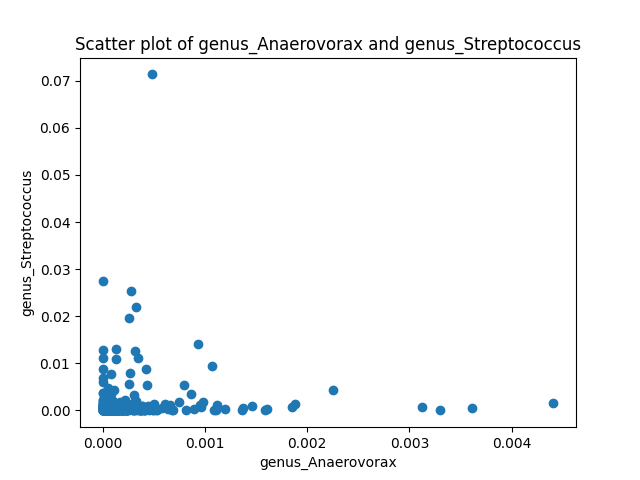 Scatter plot of genus_Anaerovorax and genus_Streptococcus
0.07
0.06
0.05
0.04
0.03
0.02
0.01
0.00
genus_Streptococcus
0.000 0.001 0.002 0.003 0.004
genus_Anaerovorax